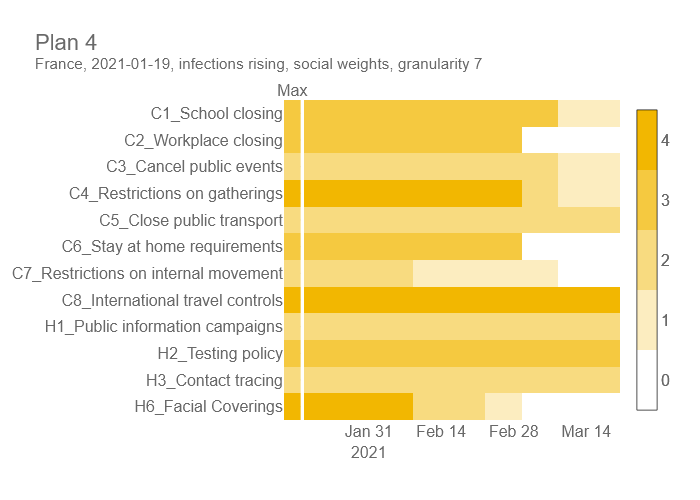 Plan 4
France, 2021-01-19, infections rising, social weights, granularity 7
Max
C1_School closing
C2_Workplace closing
C3_Cancel public events
C4_Restrictions on gatherings
C5_Close public transport
C6_Stay at home requirements
C7_Restrictions on internal movement
C8_International travel controls
H1_Public information campaigns
H2_Testing policy
H3_Contact tracing
H6_Facial Coverings
Jan 31 Feb 14 Feb 28 Mar 14
2021
4
3
2
1
0